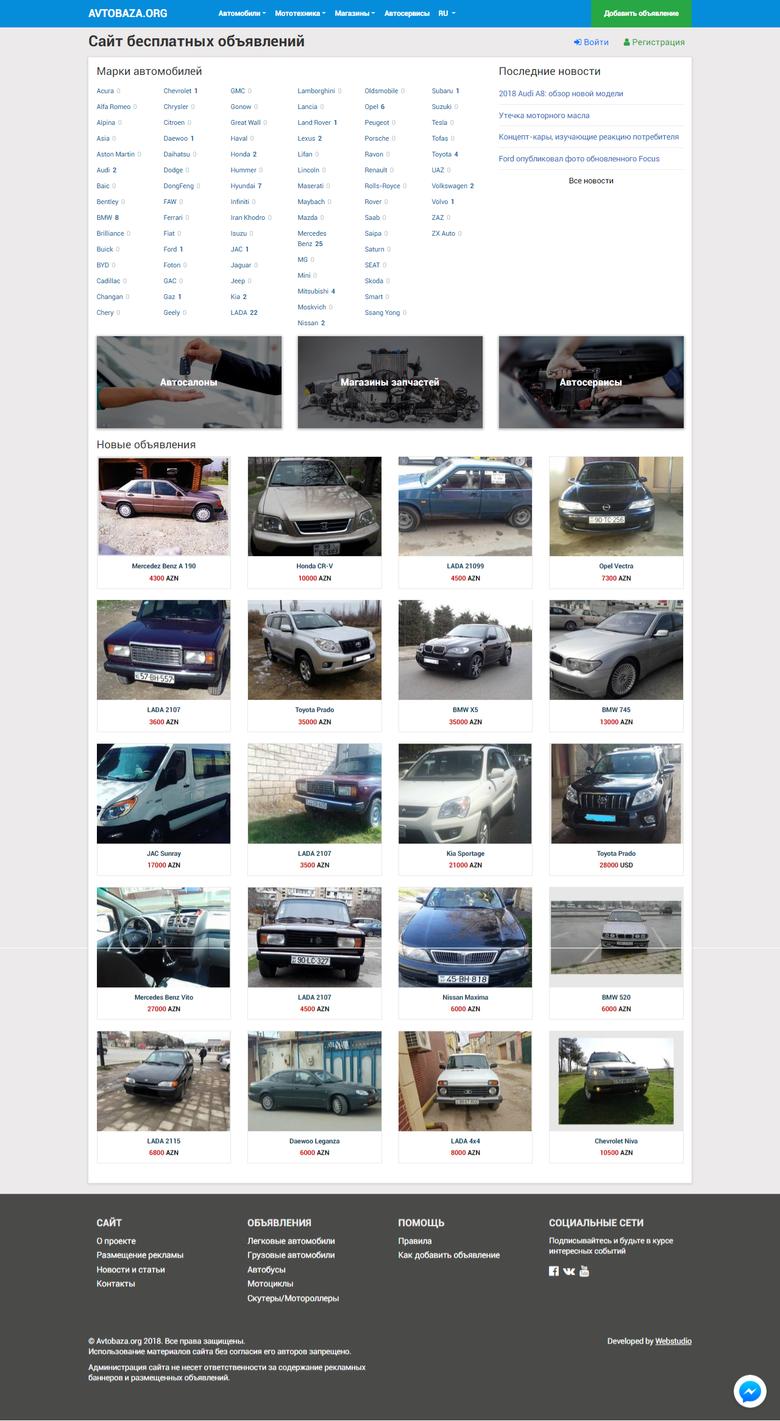 AVTOBAZA.ORG
Автомобили Мототехника Магазины Автосервисы RU
Добавить объявление
Сайт бесплатных объявлений
Войти Регистрация
Марки автомобилей
Acura 0
Alfa Romeo 0
Alpina 0
Asia 0
Aston Martin 0
Audi 2
Baic 0
Bentley 0
BMW 8
Brilliance 0
Buick 0
BYD 0
Cadillac 0
Changan 0
Chery 0
Chevrolet 1
Chrysler 0
Citroen 0
Daewoo 1
Daihatsu 0
Dodge 0
DongFeng 0
FAW 0
Ferrari 0
Fiat 0
Ford 1
Foton 0
GAC 0
Gaz 1
Geely 0
GMC 0
Gonow 0
Great Wall 0
Haval 0
Honda 2
Hummer 0
Hyundai 7
Infiniti 0
Iran Khodro 0
Isuzu 0
JAC 1
Jaguar 0
Jeep 0
Kia 2
LADA 22
Lamborghini 0
Lancia 0
Land Rover 1
Lexus 2
Lifan 0
Lincoln 0
Maserati 0
Maybach 0
Mazda 0
Mercedes
Benz 25
MG 0
Mini 0
Mitsubishi 4
Moskvich 0
Nissan 2
Oldsmobile 0
Opel 6
Peugeot 0
Porsche 0
Ravon 0
Renault 0
Rolls-Royce 0
Rover 0
Saab 0
Saipa 0
Saturn 0
SEAT 0
Skoda 0
Smart 0
Ssang Yong 0
Subaru 1
Suzuki 0
Tesla 0
Tofas 0
Toyota 4
UAZ 0
Volkswagen 2
Volvo 1
ZAZ 0
ZX Auto 0
Последние новости
2018 Audi A8: обзор новой модели
Утечка моторного масла
Концепт-кары, изучающие реакцию потребителя
Ford опубликовал фото обновленного Focus
Все новости
Автосалоны
Магазины запчастей
Автосервисы
Новые объявления
90-TC-256
Mercedez Benz A 190
4300 AZN
Honda CR-V
10000 AZN
LADA 21099
4500 AZN
Opel Vectra
7300 AZN
57-BH-557
LADA 2107
3600 AZN
Toyota Prado
35000 AZN
BMW X5
35000 AZN
BMW 745
13000 AZN
JAC Sunray
17000 AZN
LADA 2107
3500 AZN
Kia Sportage
21000 AZN
Toyota Prado
28000 USD
90-LC-327
45-BH-818
Mercedes Benz Vito
27000 AZN
LADA 2107
4500 AZN
Nissan Maxima
6000 AZN
BMW 520
6000 AZN
LADA 2115
6800 AZN
Daewoo Leganza
6000 AZN
LADA 4x4
8000 AZN
Chevrolet Niva
10500 AZN
САЙТ
О проекте
Размещение рекламы
Новости и статьи
Контакты
ОБЪЯВЛЕНИЯ
Легковые автомобили
Грузовые автомобили
Автобусы
Мотоциклы
Скутеры/Мотороллеры
ПОМОЩЬ
Правила
Как добавить объявление
СОЦИАЛЬНЫЕ СЕТИ
Подписывайтесь и будьте в курсе
интересных событий
© Avtobaza.org 2018. Все права защищены.
Использование материалов сайта без согласия его авторов запрещено.
Администрация сайта не несет ответственности за содержание рекламных
баннеров и размещенных объявлений.
Developed by Webstudio